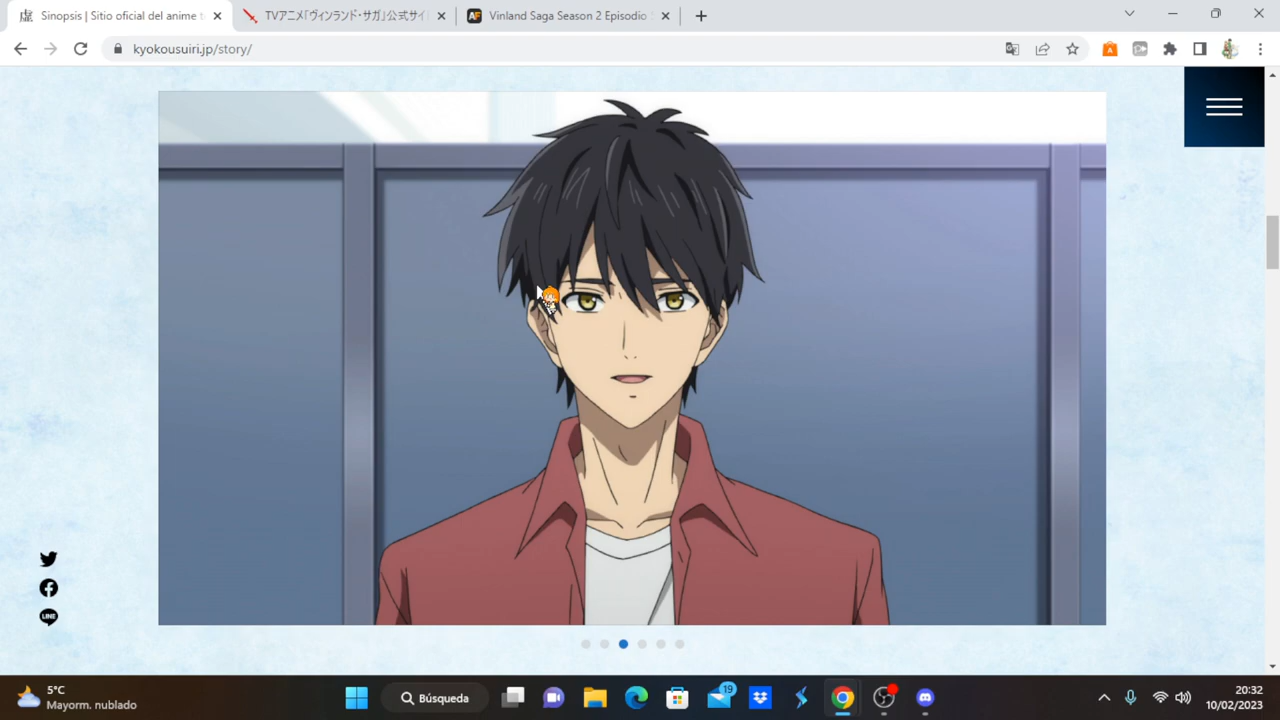 Sinopsis | Sitio oficial del anime t
TVアニメ「ヴィンランド・サガ」公式サイ
AF
Vinland Saga Season 2 Episodio
kyokousuiri.jp/story/
LINE
5°C
Mayorm. nublado
Búsqueda
19
20:32
10/02/2023